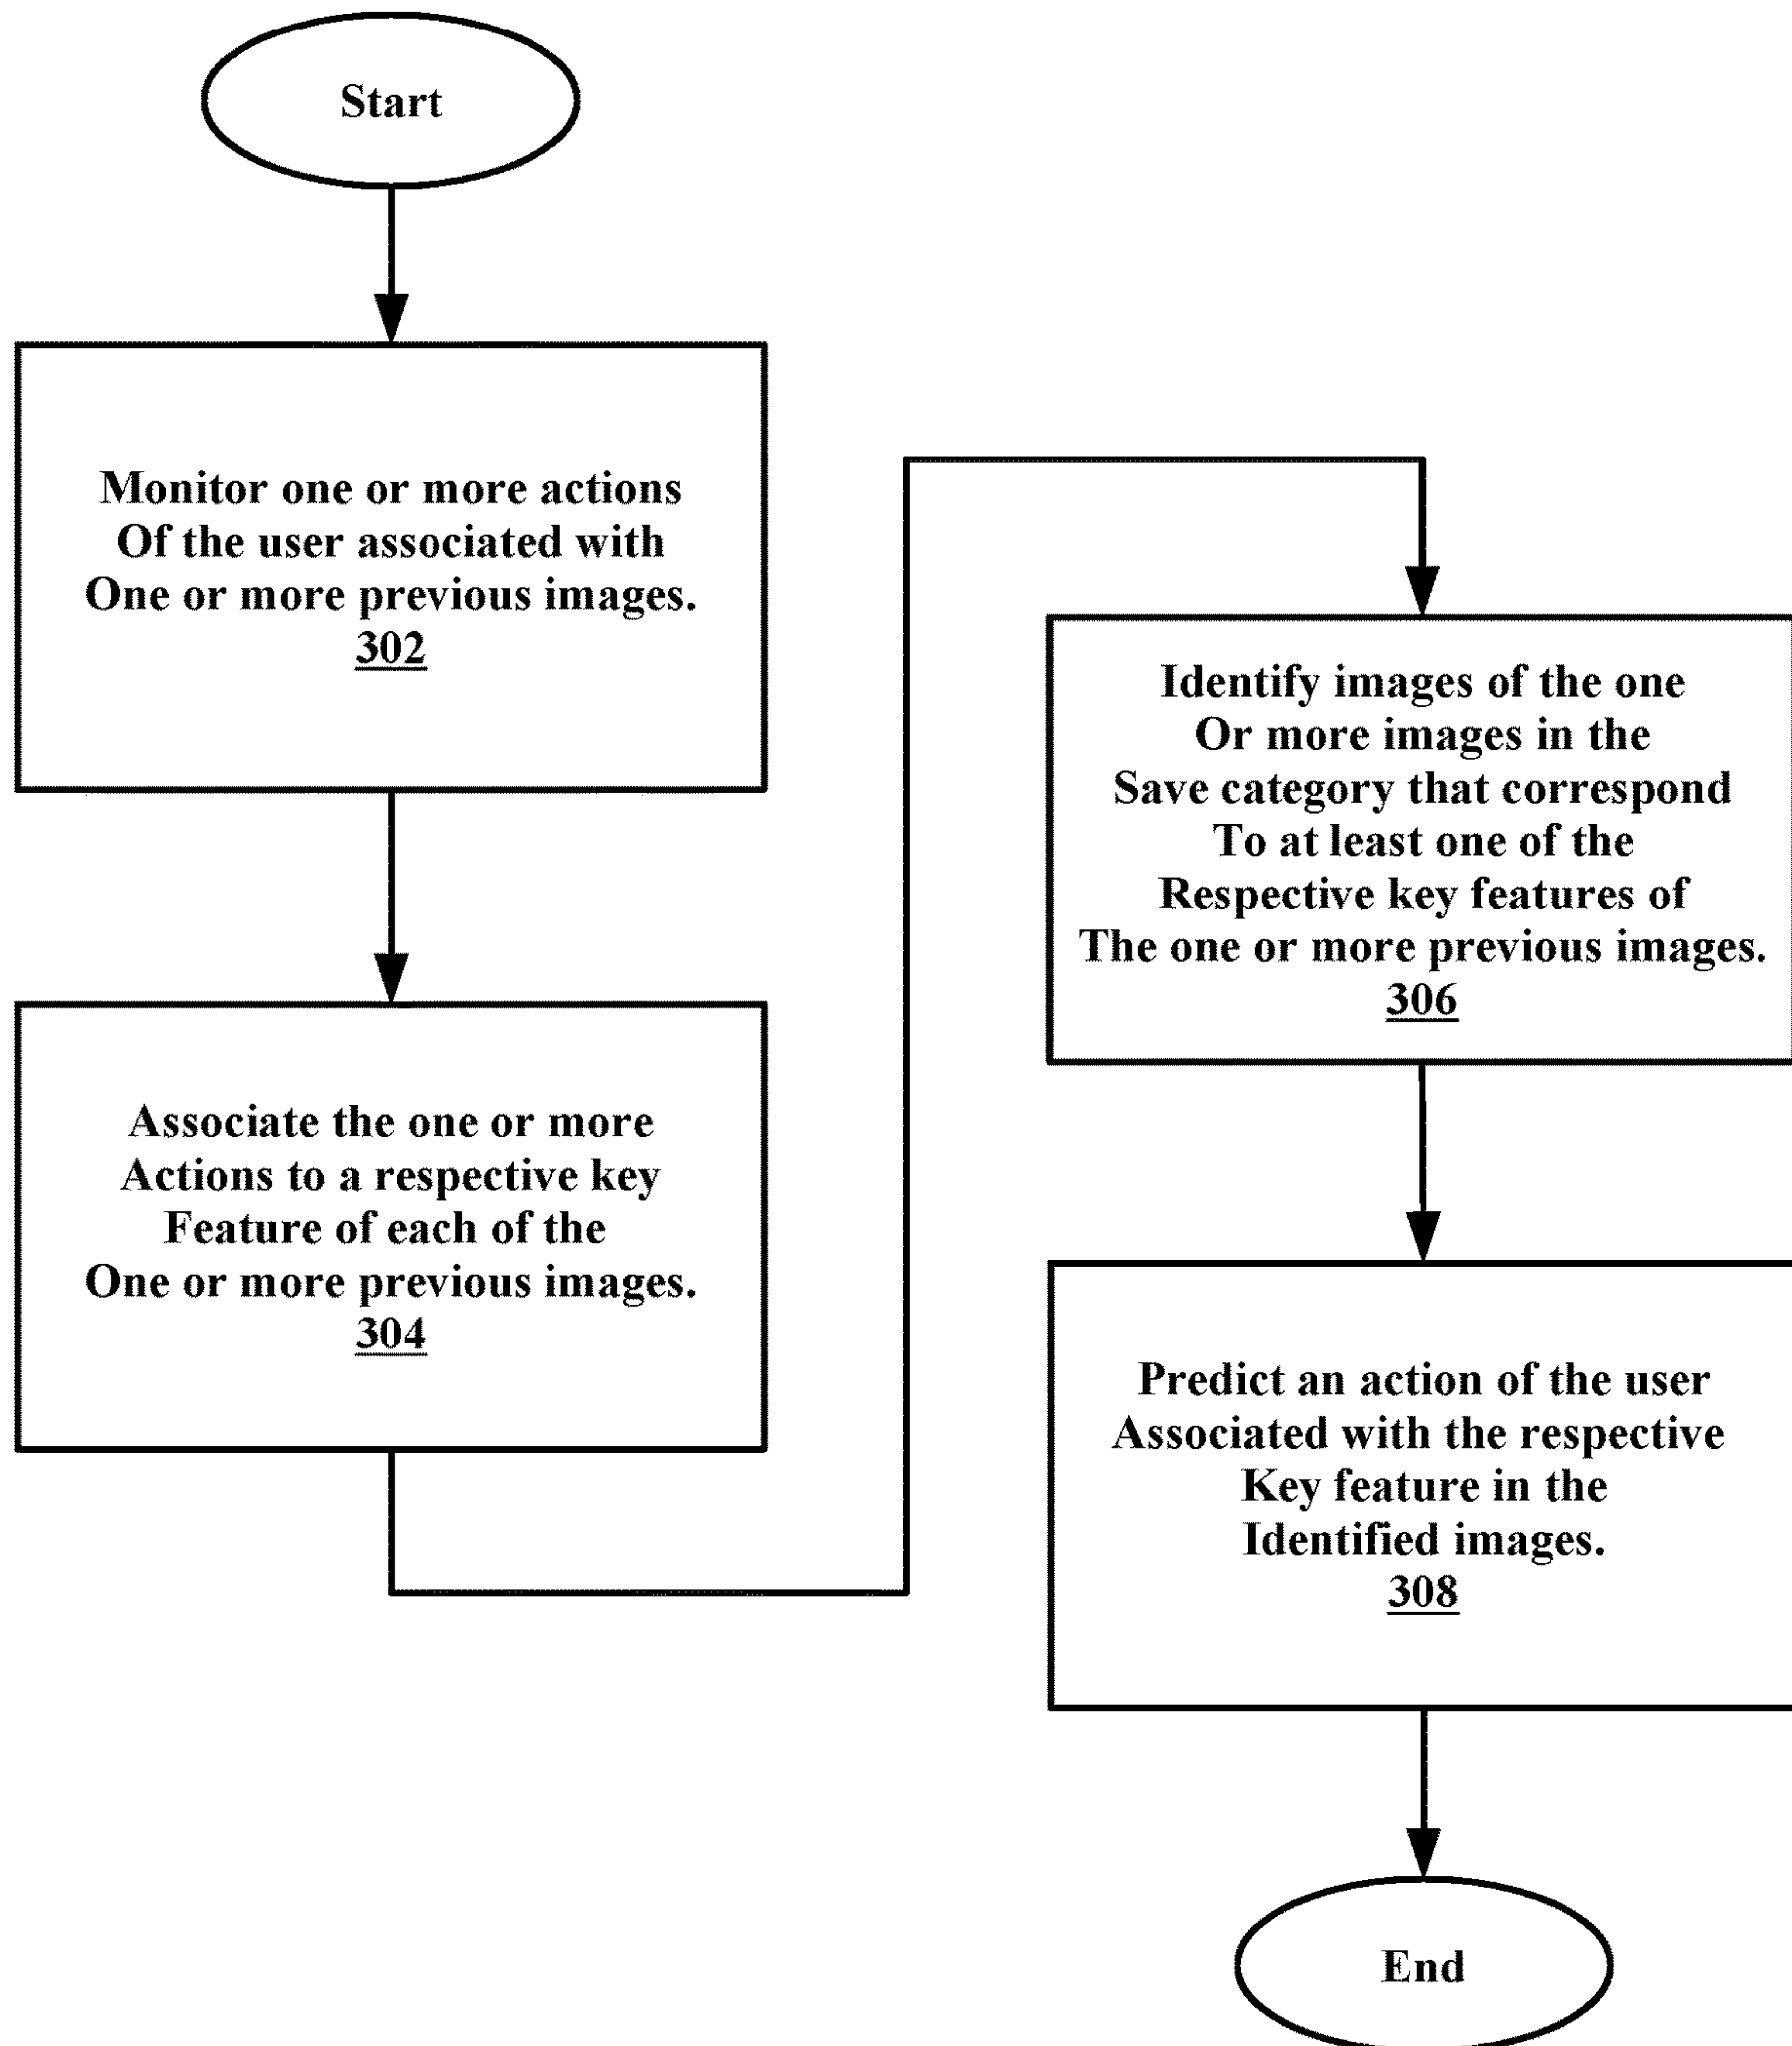 Start
Monitor one or more actions
Of the user associated with
One or more previous images.
302
Associate the one or more
Actions to a respective key
Feature of each of the
One or more previous images.
304
Identify images of the one
Or more images in the
Save category that correspond
To at least one of the
Respective key features of
The one or more previous images.
306
Predict an action of the user
Associated with the respective
Key feature in the
Identified images.
308
End